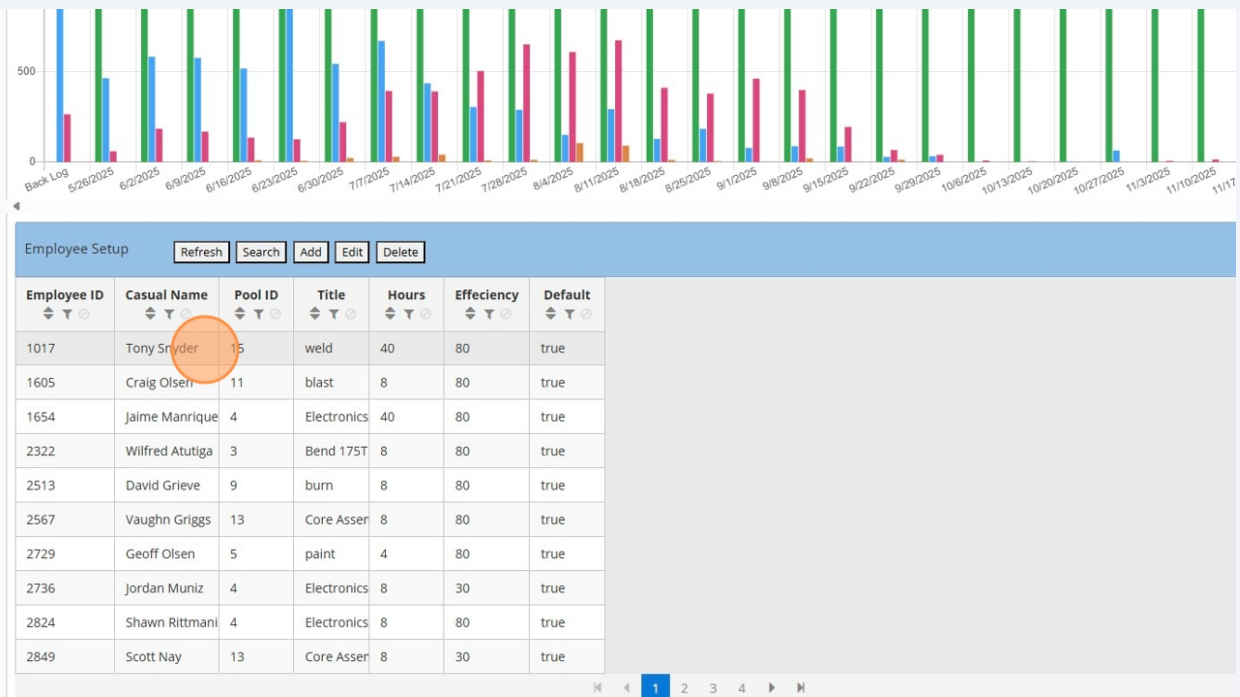 500
0
Back Log 5/26/2025 6/2/2025 6/9/2025 6/16/2025 6/23/2025 6/30/2025 7/7/2025 7/14/2025 7/21/2025 7/28/2025 8/4/2025 8/11/2025 8/18/2025 8/25/2025 9/1/2025 9/8/2025 9/15/2025 9/22/2025 9/29/2025 10/6/2025 10/13/2025 10/20/2025 10/27/2025 11/3/2025 11/10/2025 11/17
Employee Setup Refresh Search Add Edit Delete
Employee ID Casual Name Pool ID Title Hours Effeciency Default
1017 Tony Snyder 15 weld 40 80 true
1605 Craig Olsen 11 blast 8 80 true
1654 Jaime Manrique 4 Electronics 40 80 true
2322 Wilfred Atutiga 3 Bend 175T 8 80 true
2513 David Grieve 9 burn 8 80 true
2567 Vaughn Griggs 13 Core Assem 8 80 true
2729 Geoff Olsen 5 paint 4 80 true
2736 Jordan Muniz 4 Electronics 8 30 true
2824 Shawn Rittmani 4 Electronics 8 80 true
2849 Scott Nay 13 Core Assem 8 30 true
1 2 3 4